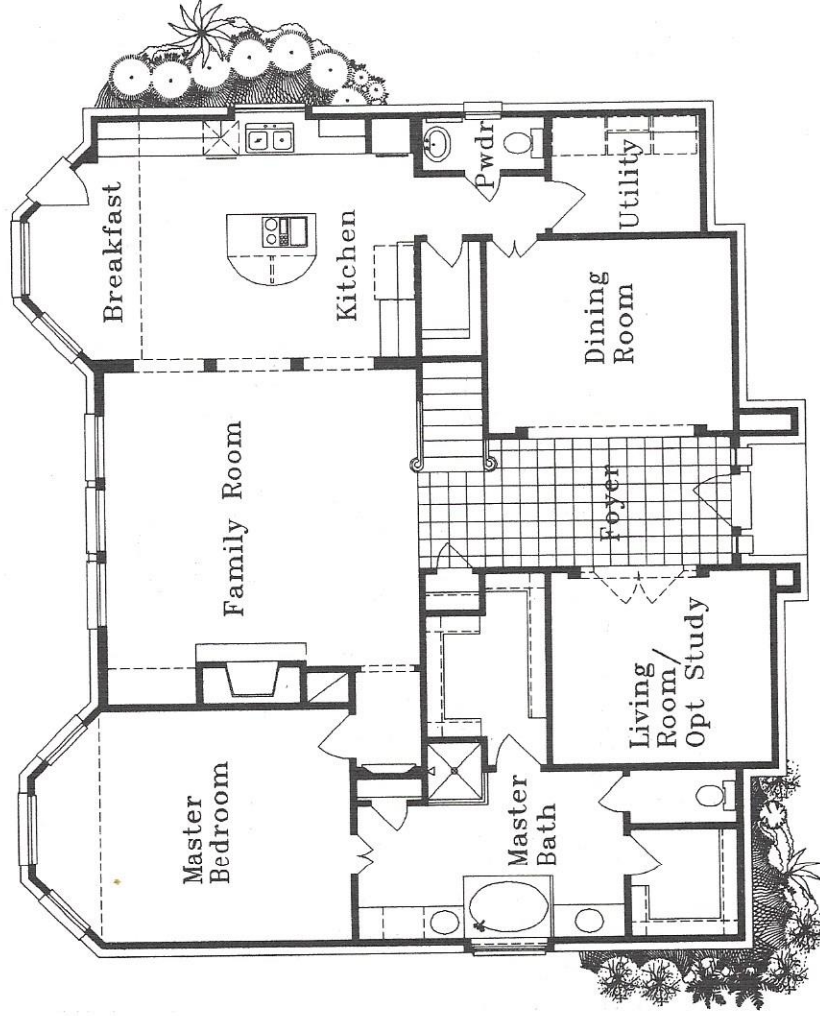 Breakfast
Kitchen
Pwdr
Utility
Family Room
Dining
Room
Foyer
Master
Bedroom
Master
Bath
Living
Room/
Opt Study